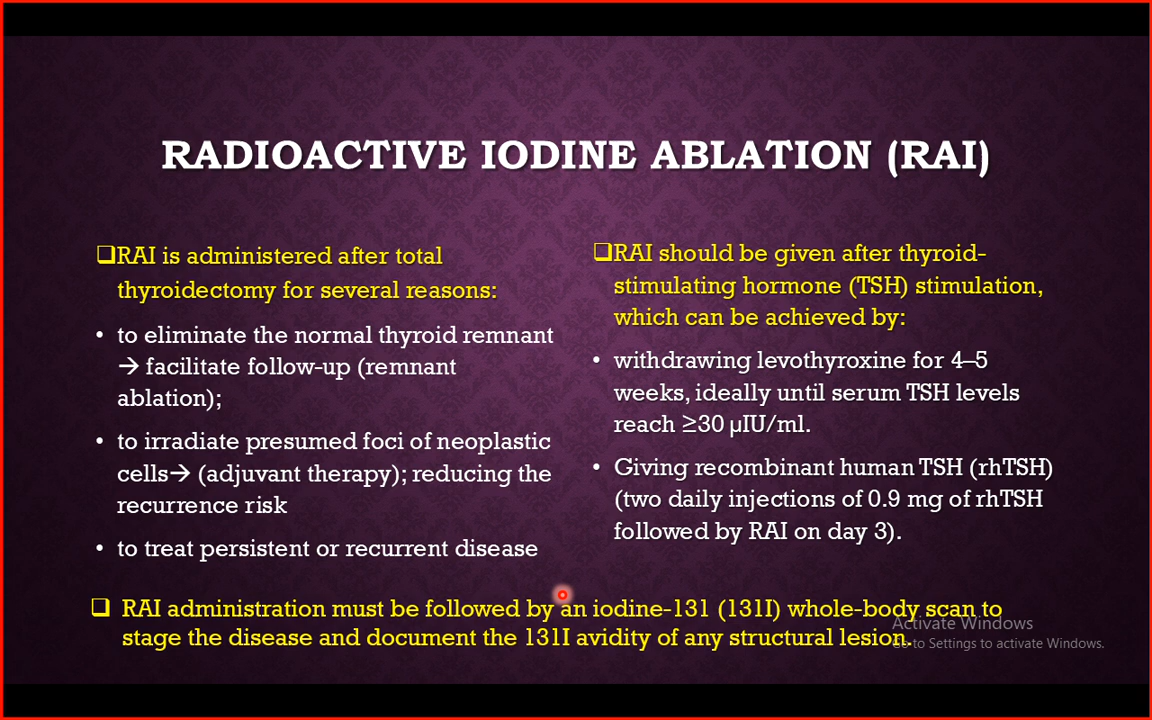 RADIOACTIVE IODINE ABLATION (RAI)
❑RAI is administered after total
thyroidectomy for several reasons:
• to eliminate the normal thyroid remnant
→ facilitate follow-up (remnant
ablation);
• to irradiate presumed foci of neoplastic
cells→ (adjuvant therapy); reducing the
recurrence risk
• to treat persistent or recurrent disease
❑RAI should be given after thyroid-
stimulating hormone (TSH) stimulation,
which can be achieved by:
• withdrawing levothyroxine for 4–5
weeks, ideally until serum TSH levels
reach ≥30 µIU/ml.
• Giving recombinant human TSH (rhTSH)
(two daily injections of 0.9 mg of rhTSH
followed by RAI on day 3).
❑ RAI administration must be followed by an iodine-131 (131I) whole-body scan to
stage the disease and document the 131I avidity of any structural lesion.
Activate Windows
Go to Settings to activate Windows.